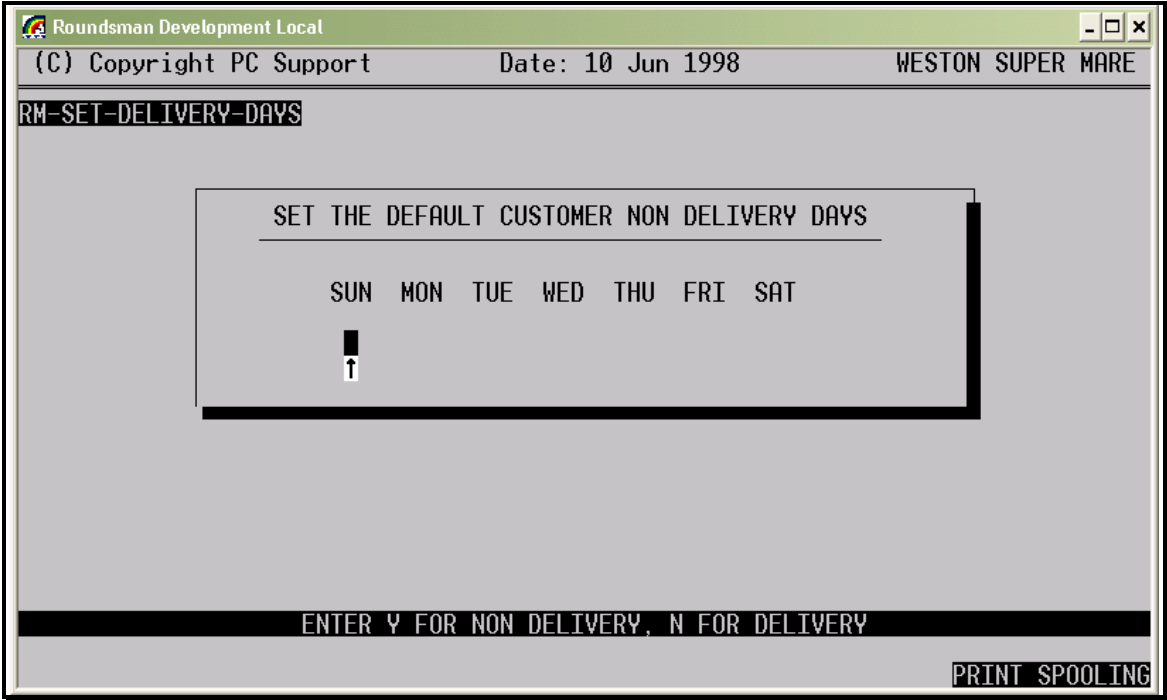 Roundsman Development Local
(C) Copyright PC Support Date: 10 Jun 1998 WESTON SUPER MARE
RM-SET-DELIVERY-DAYS
SET THE DEFAULT CUSTOMER NON DELIVERY DAYS
SUN MON TUE WED THU FRI SAT
↑
ENTER Y FOR NON DELIVERY, N FOR DELIVERY
PRINT SPOOLING